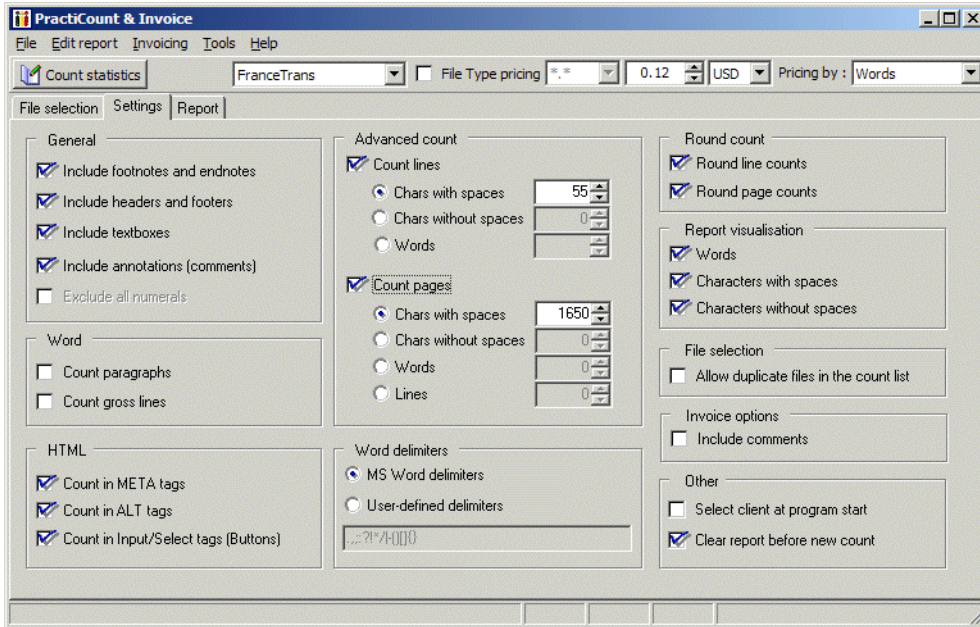 PractiCount & Invoice
File Edit report Invoicing Tools Help
Count statistics FranceTrans File Type pricing *.* 0.12 USD Pricing by : Words
File selection Settings Report
General
Include footnotes and endnotes
Include headers and footers
Include textboxes
Include annotations (comments)
Exclude all numerals
Word
Count paragraphs
Count gross lines
HTML
Count in META tags
Count in ALT tags
Count in Input/Select tags (Buttons)
Advanced count
Count lines
Chars with spaces 55
Chars without spaces 0
Words
Count pages
Chars with spaces 1650
Chars without spaces 0
Words 0
Lines 0
Word delimiters
MS Word delimiters
User-defined delimiters
Round count
Round line counts
Round page counts
Report visualisation
Words
Characters with spaces
Characters without spaces
File selection
Allow duplicate files in the count list
Invoice options
Include comments
Other
Select client at program start
Clear report before new count